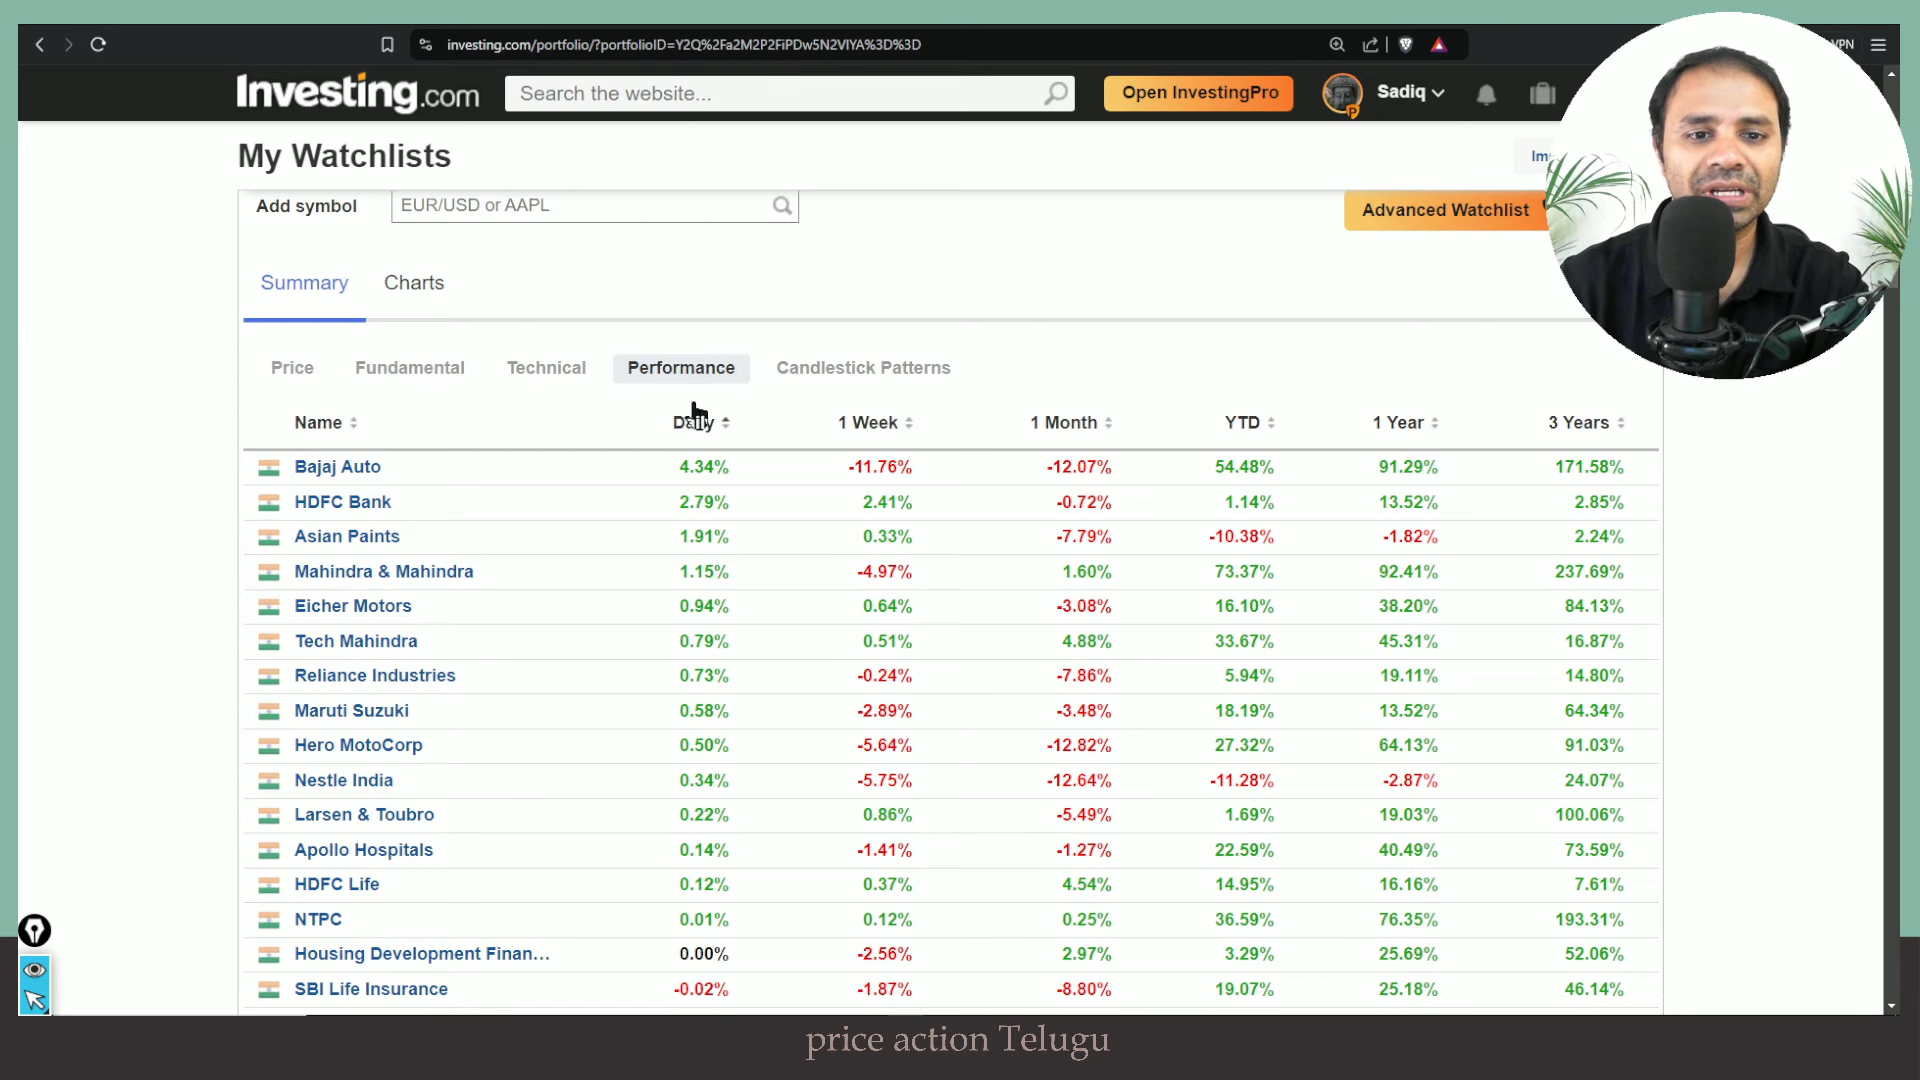 investing.com/portfolio/?portfolioID=Y2Q%2Fa2M2P2FiPDw5N2VlYA%3D%3D
VPN
Investing.com
Search the website...
Open InvestingPro
Sadiq
My Watchlists
Im
Add symbol
EUR/USD or AAPL
Advanced Watchlist
Summary Charts
Price Fundamental Technical Performance Candlestick Patterns
Name Daily 1 Week 1 Month YTD 1 Year 3 Years
Bajaj Auto 4.34% -11.76% -12.07% 54.48% 91.29% 171.58%
HDFC Bank 2.79% 2.41% -0.72% 1.14% 13.52% 2.85%
Asian Paints 1.91% 0.33% -7.79% -10.38% -1.82% 2.24%
Mahindra & Mahindra 1.15% -4.97% 1.60% 73.37% 92.41% 237.69%
Eicher Motors 0.94% 0.64% -3.08% 16.10% 38.20% 84.13%
Tech Mahindra 0.79% 0.51% 4.88% 33.67% 45.31% 16.87%
Reliance Industries 0.73% -0.24% -7.86% 5.94% 19.11% 14.80%
Maruti Suzuki 0.58% -2.89% -3.48% 18.19% 13.52% 64.34%
Hero MotoCorp 0.50% -5.64% -12.82% 27.32% 64.13% 91.03%
Nestle India 0.34% -5.75% -12.64% -11.28% -2.87% 24.07%
Larsen & Toubro 0.22% 0.86% -5.49% 1.69% 19.03% 100.06%
Apollo Hospitals 0.14% -1.41% -1.27% 22.59% 40.49% 73.59%
HDFC Life 0.12% 0.37% 4.54% 14.95% 16.16% 7.61%
NTPC 0.01% 0.12% 0.25% 36.59% 76.35% 193.31%
Housing Development Finan... 0.00% -2.56% 2.97% 3.29% 25.69% 52.06%
SBI Life Insurance -0.02% -1.87% -8.80% 19.07% 25.18% 46.14%
price action Telugu